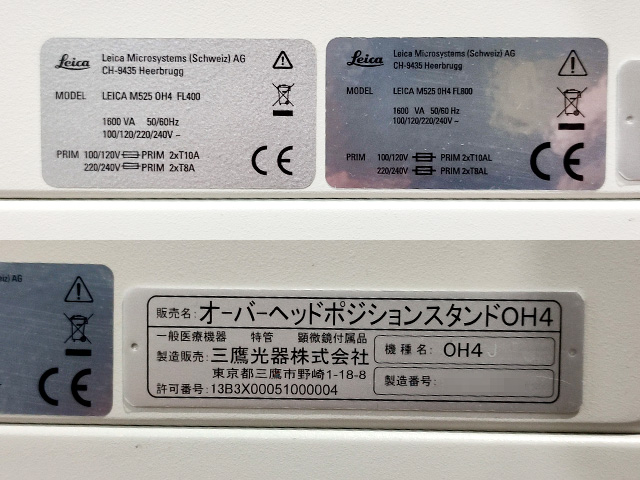 Leica Leica Microsystems (Schweiz) AG
CH-9435 Heerbrugg
MODEL LEICA M525 OH4 FL400
1600 VA 50/60Hz
100/120/220/240V ~
PRIM 100/120V PRIM 2xT10A
220/240V PRIM 2xT8A
CE
Leica Leica Microsystems (Schweiz) AG
CH-9435 Heerbrugg
MODEL LEICA M525 OH4 FL800
1600 VA 50/60 Hz
100/120/220/240V ~
PRIM 100/120V PRIM 2xT10AL
220/240V PRIM 2xT8AL
CE
AG
CE
販売名: オーバーヘッドポジションスタンドOH4
一般医療機器 特管 顕微鏡付属品
製造販売: 三鷹光器株式会社
東京都三鷹市野崎1-18-8
許可番号: 13B3X00051000004
機種名: OH4 J
製造番号: